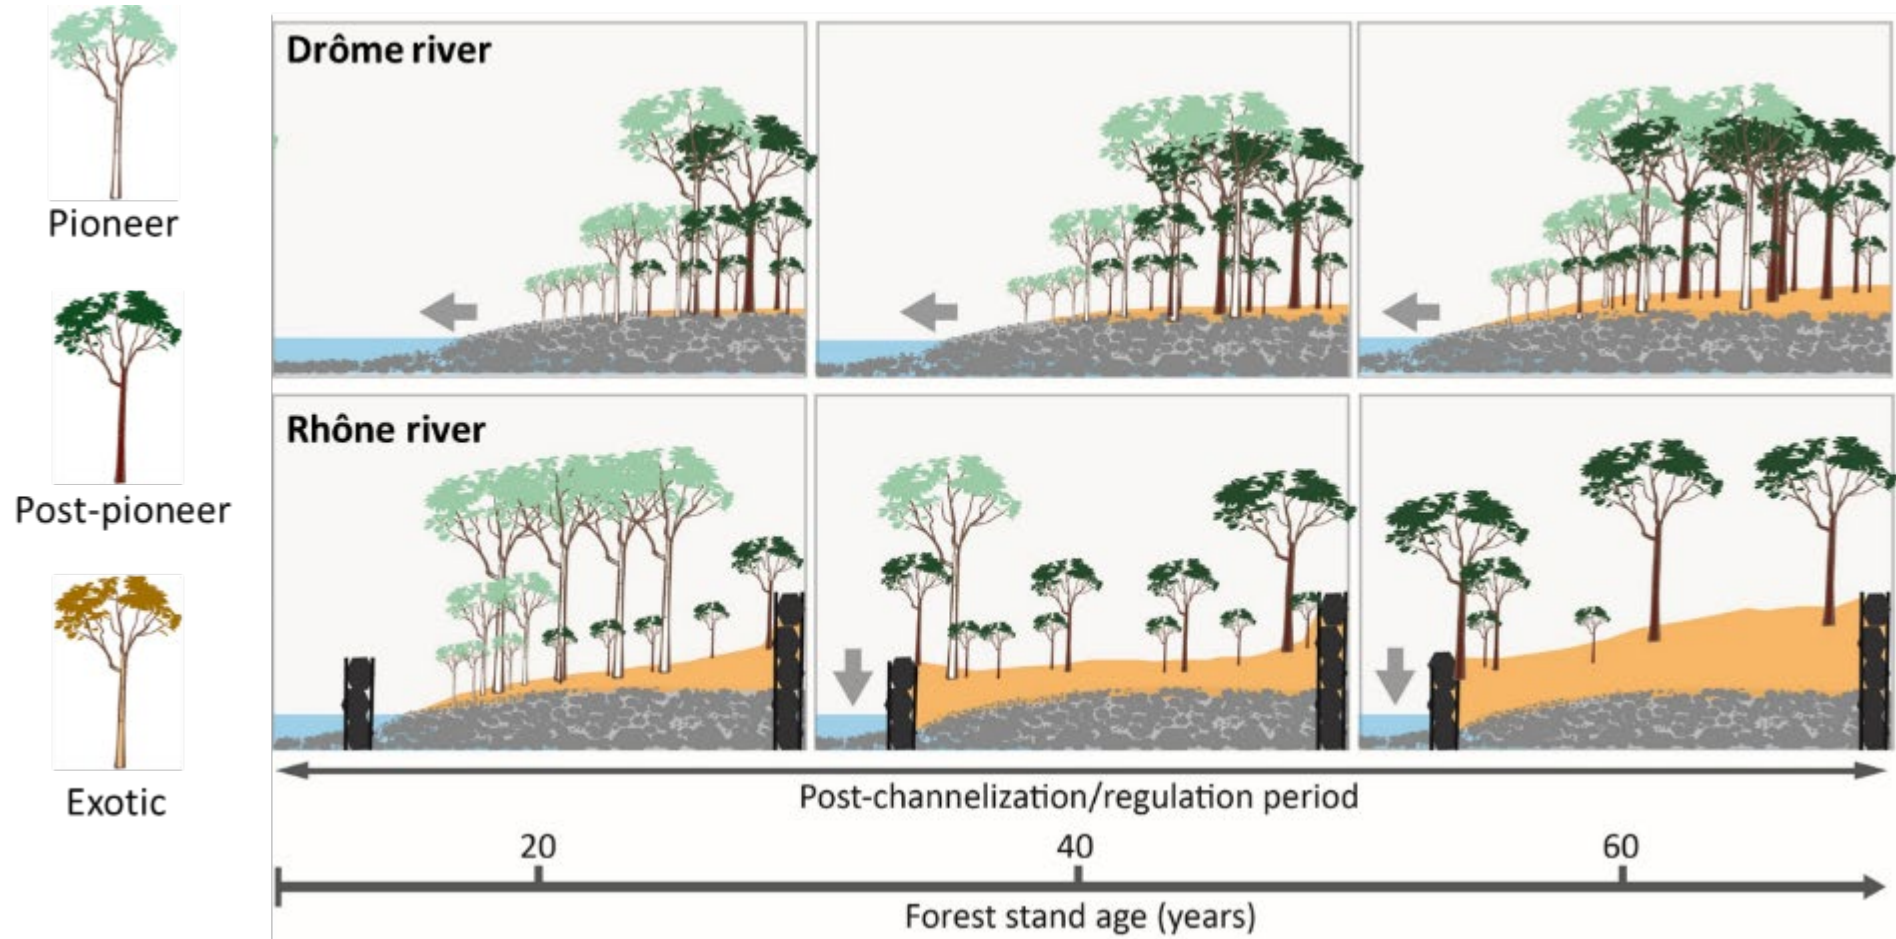 Pioneer
Post-pioneer
Exotic
Drôme river
Rhône river
Post-channelization/regulation period
20 40 60
Forest stand age (years)